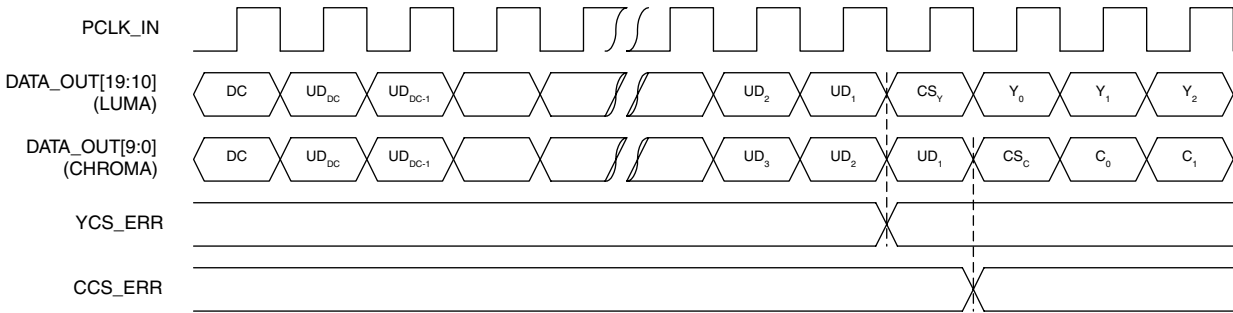 PCLK_IN
DATA_OUT[19:10]
(LUMA)
DC UD_DC UD_DC-1 UD_2 UD_1 CS_Y Y_0 Y_1 Y_2
DATA_OUT[9:0]
(CHROMA)
DC UD_DC UD_DC-1 UD_3 UD_2 UD_1 CS_C C_0 C_1
YCS_ERR
CCS_ERR